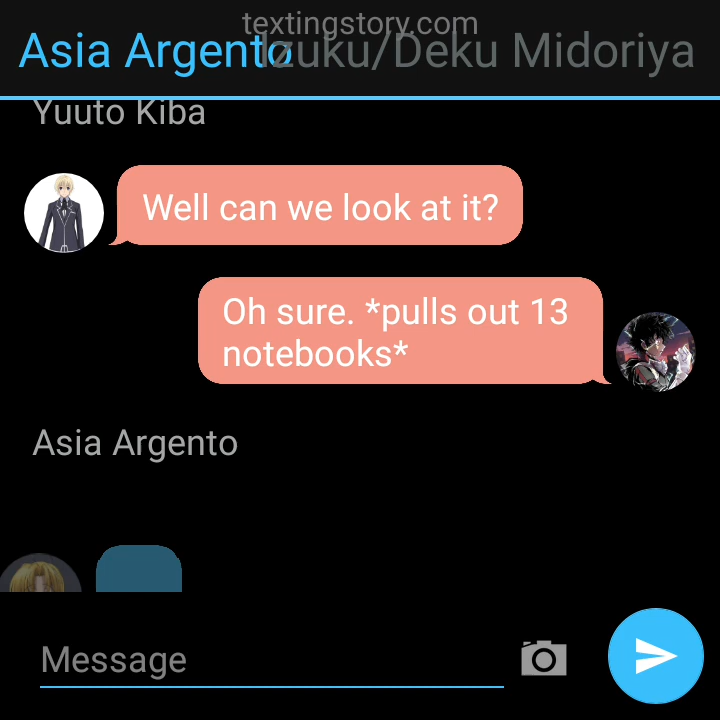 textingstory.com
Asia Argento Izuku/Deku Midoriya
Yuuto Kiba
Well can we look at it?
Oh sure. *pulls out 13
notebooks*
Asia Argento
Message